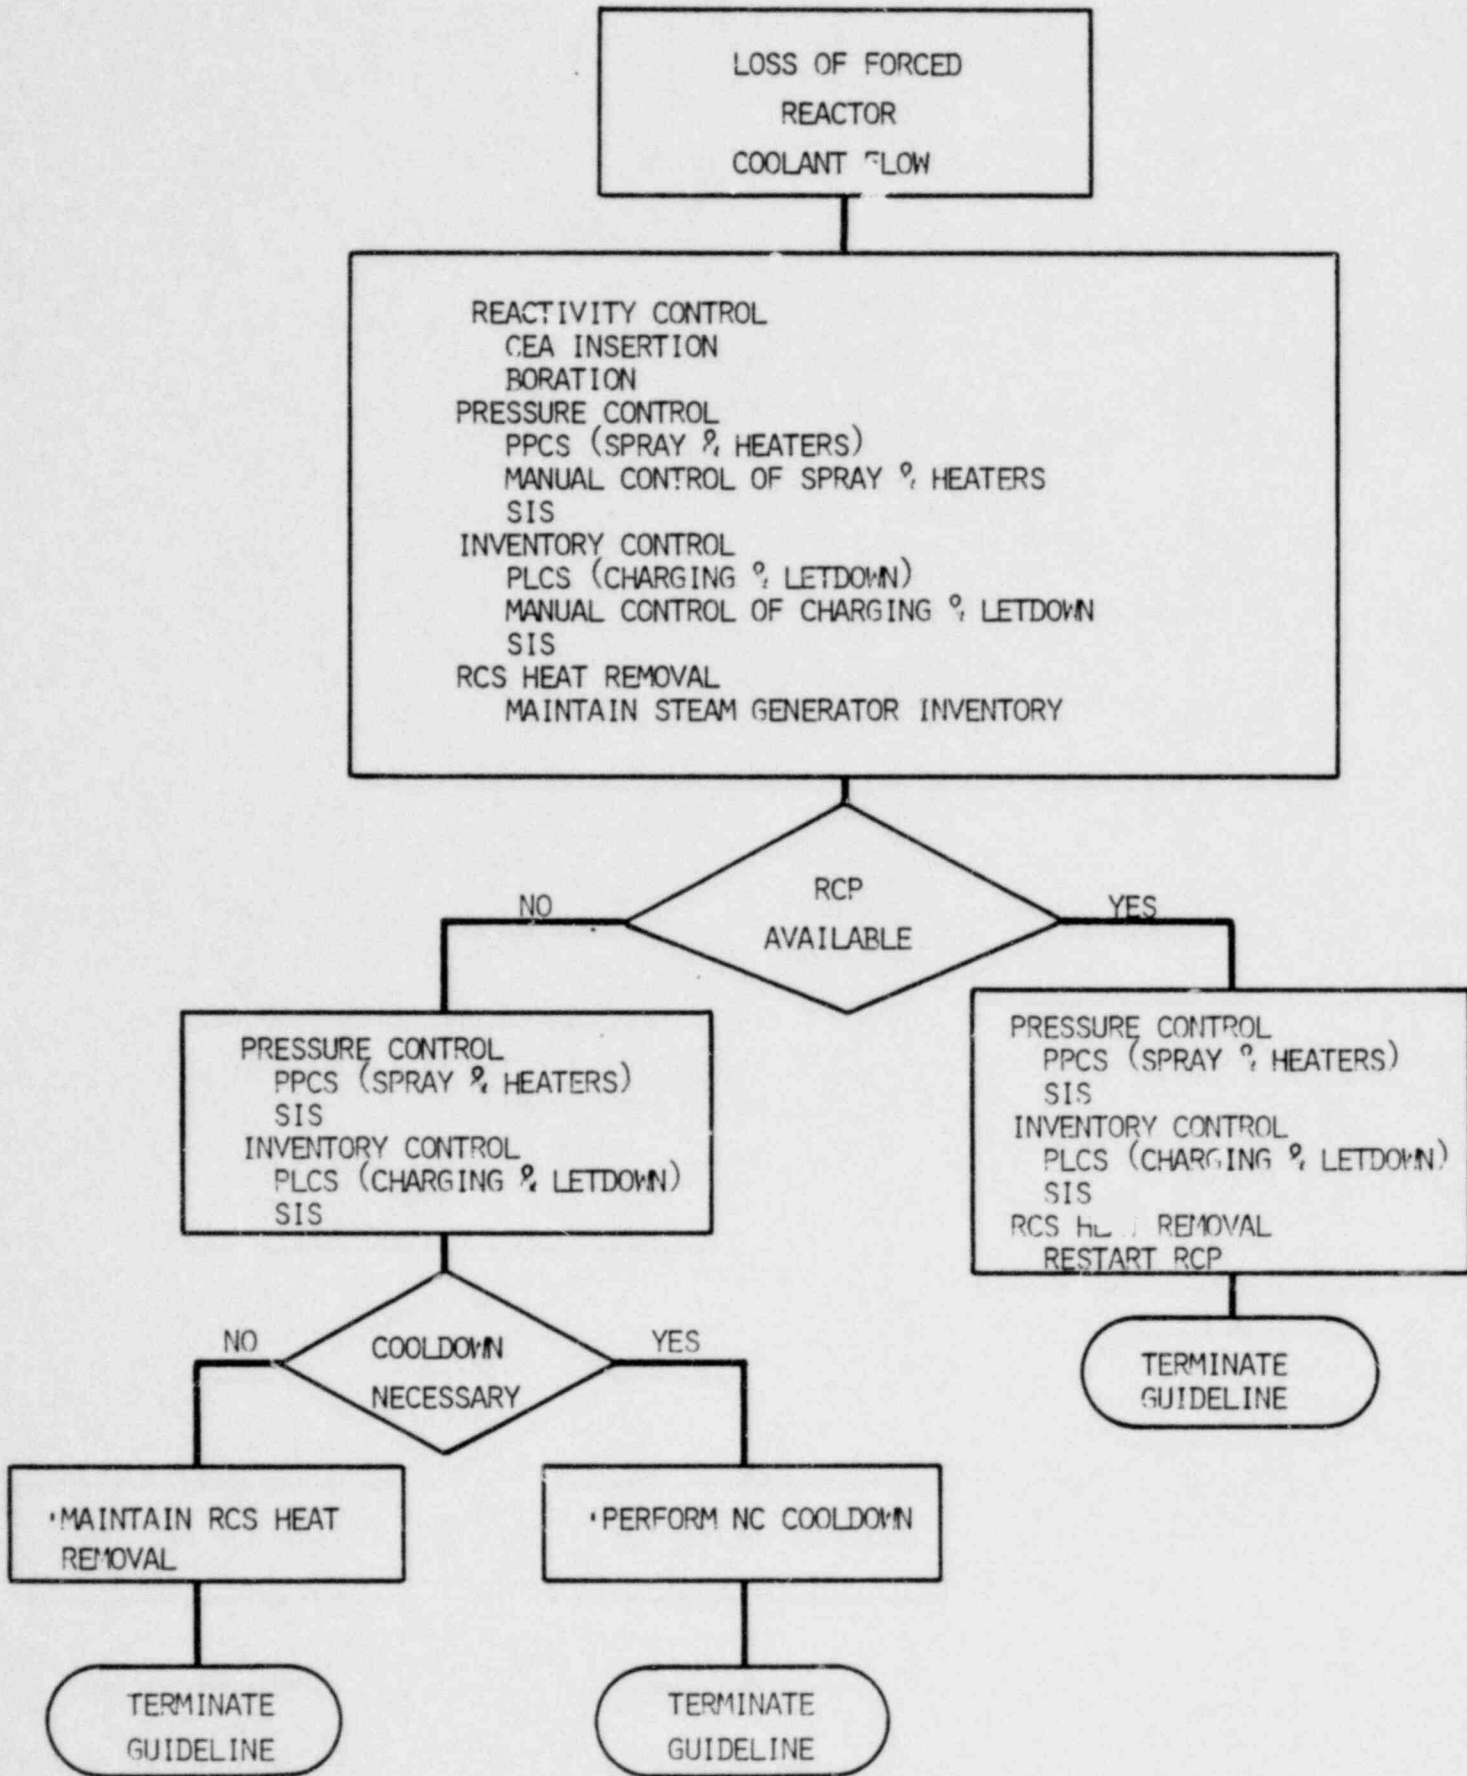 LOSS OF FORCED
REACTOR
COOLANT FLOW
REACTIVITY CONTROL
CEA INSERTION
BORATION
PRESSURE CONTROL
PPCS (SPRAY & HEATERS)
MANUAL CONTROL OF SPRAY & HEATERS
SIS
INVENTORY CONTROL
PLCS (CHARGING & LETDOWN)
MANUAL CONTROL OF CHARGING & LETDOWN
SIS
RCS HEAT REMOVAL
MAINTAIN STEAM GENERATOR INVENTORY
RCP
AVAILABLE
NO
YES
PRESSURE CONTROL
PPCS (SPRAY & HEATERS)
SIS
INVENTORY CONTROL
PLCS (CHARGING & LETDOWN)
SIS
PRESSURE CONTROL
PPCS (SPRAY & HEATERS)
SIS
INVENTORY CONTROL
PLCS (CHARGING & LETDOWN)
SIS
RCS REMOVAL
RESTART RCP
TERMINATE
GUIDELINE
COOLDOWN
NECESSARY
NO
YES
·MAINTAIN RCS HEAT
REMOVAL
·PERFORM NC COOLDOWN
TERMINATE
GUIDELINE
TERMINATE
GUIDELINE